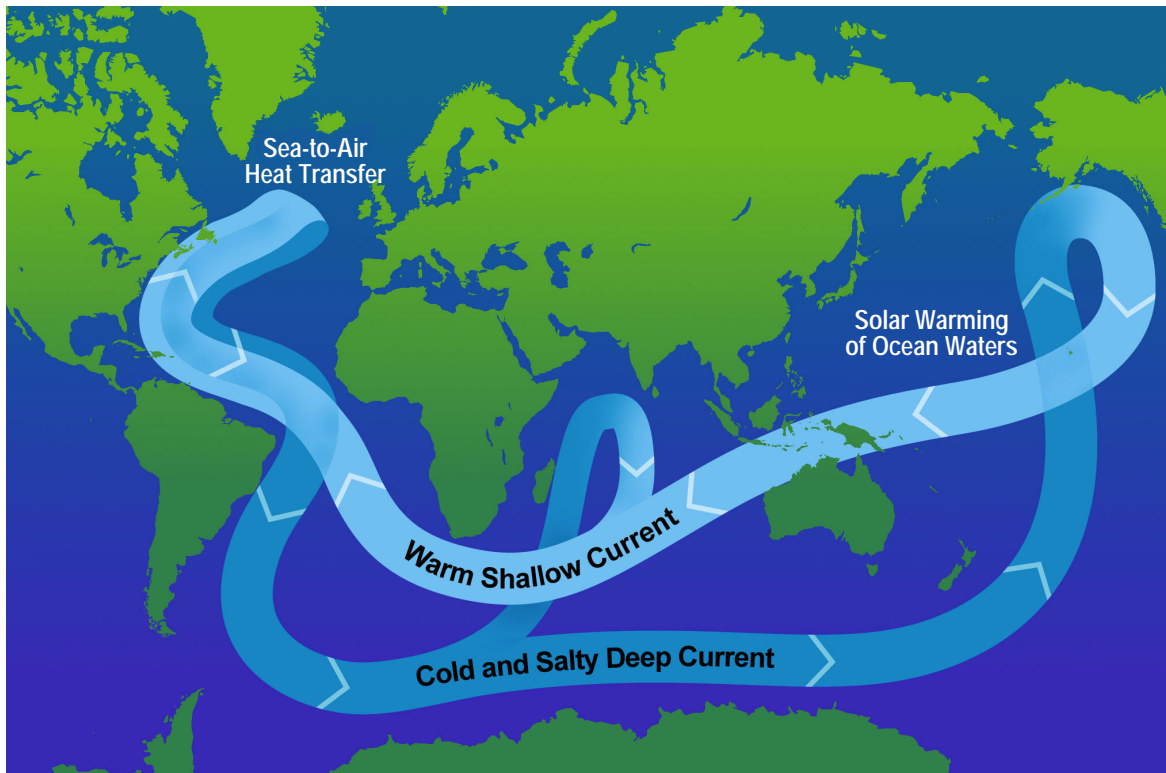 Sea-to-Air
Heat Transfer
Solar Warming
of Ocean Waters
Warm Shallow Current
Cold and Salty Deep Current